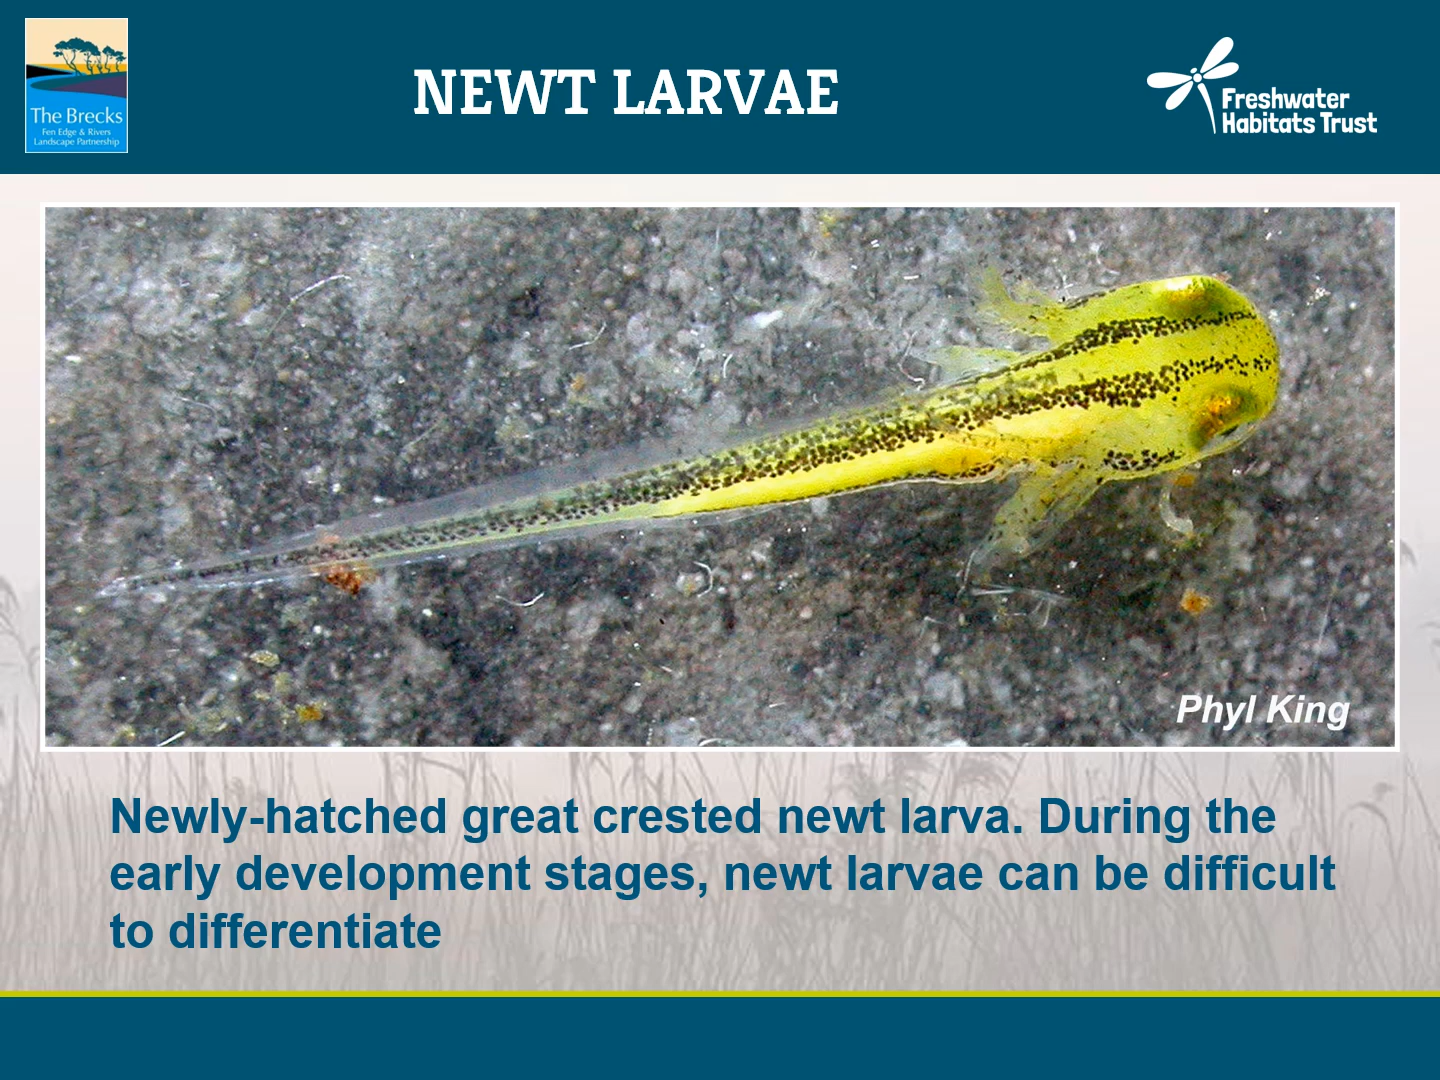 The Brecks
Fen Edge & Rivers
Landscape Partnership
NEWT LARVAE
Freshwater
Habitats Trust
Phyl King
Newly-hatched great crested newt larva. During the
early development stages, newt larvae can be difficult
to differentiate